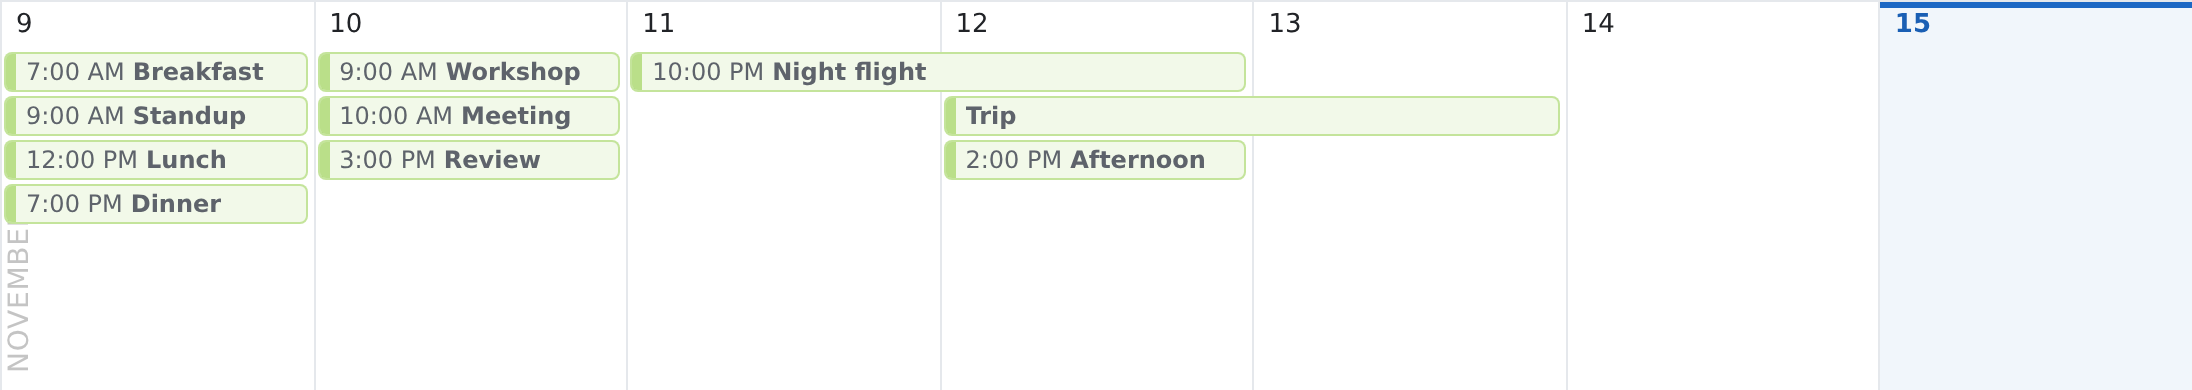 9
10
11
12
13
14
15
7:00 AM Breakfast
9:00 AM Workshop
10:00 PM Night flight
9:00 AM Standup
10:00 AM Meeting
Trip
12:00 PM Lunch
3:00 PM Review
2:00 PM Afternoon
7:00 PM Dinner
NOVEMBE